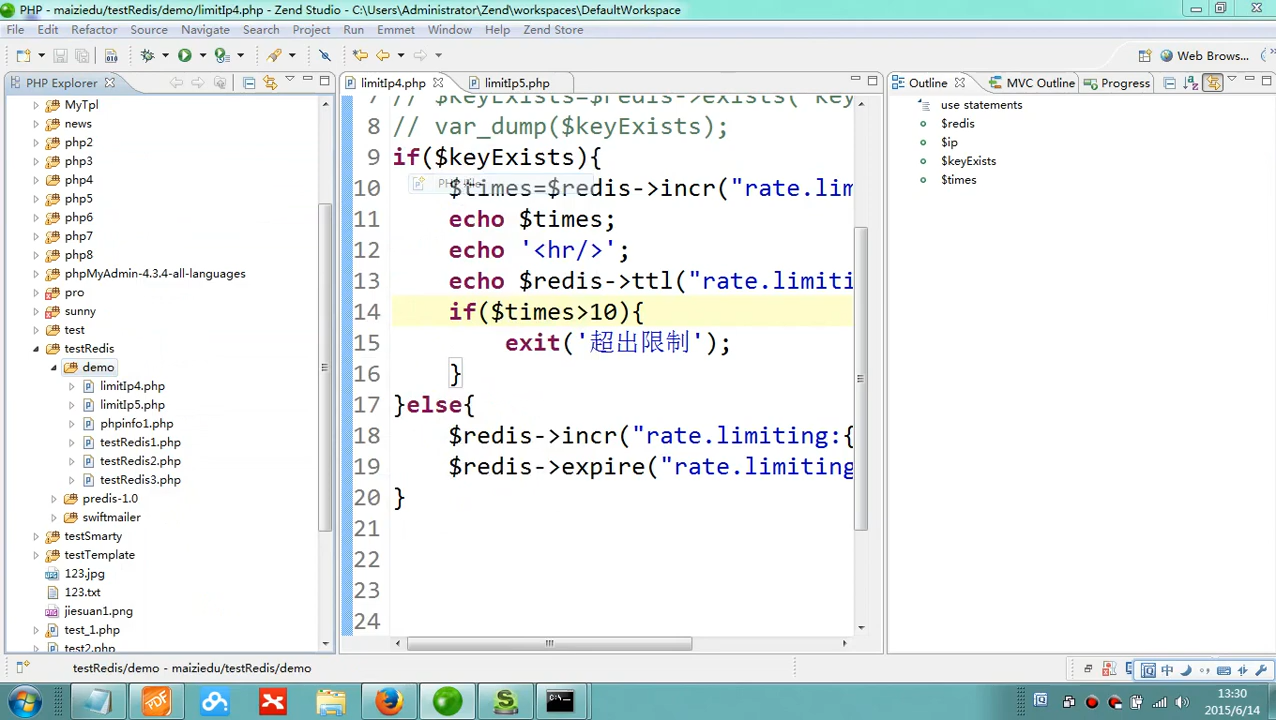 PHP - maiziedu/testRedis/demo/limitIp4.php - Zend Studio - C:\Users\Administrator\Zend\workspaces\DefaultWorkspace
File Edit Source Refactor Navigate Search Project Run Emmet Window Help Zend Store
Web Brows...
PHP Explorer
MyTpl
news
php2
php3
php4
php5
php6
php7
php8
phpMyAdmin-4.3.4-all-languages
pro
sunny
test
testRedis
demo
limitIp4.php
limitIp5.php
phpinfo1.php
testRedis1.php
testRedis2.php
testRedis3.php
predis-1.0
swiftmailer
testSmarty
testTemplate
123.jpg
123.txt
jiesuan1.png
test_1.php
test2.php
limitIp4.php limitIp5.php
7 // $keyExists=$redis->exists( key
8 // var_dump($keyExists);
9 if($keyExists){
10 $times=$redis->incr("rate.lim
11 echo $times;
12 echo '<hr/>';
13 echo $redis->ttl("rate.limiti
14 if($times>10){
15 exit('超出限制');
16 }
17 }else{
18 $redis->incr("rate.limiting:{
19 $redis->expire("rate.limiting
20 }
21
22
23
24
Outline MVC Outline Progress
use statements
$redis
$ip
$keyExists
$times
testRedis/demo - maiziedu/testRedis/demo
中
13:30
2015/6/14